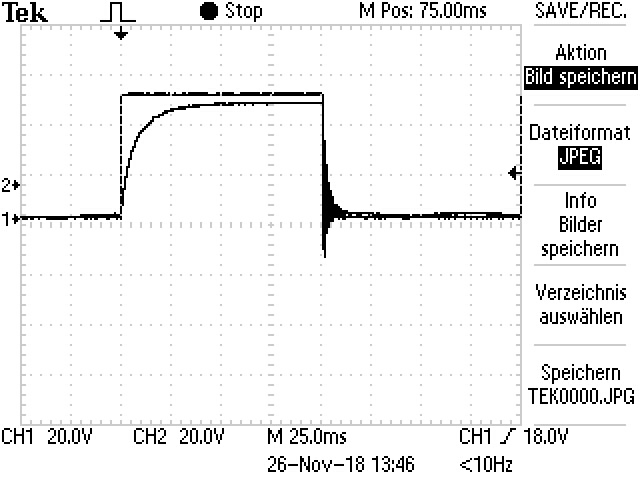 Tek Stop M Pos: 75.00ms SAVE/REC.
Aktion
Bild speichern
Dateiformat
JPEG
Info
Bilder
speichern
Verzeichnis
auswählen
Speichern
TEK0000.JPG
2
1
CH1 20.0V CH2 20.0V M 25.0ms CH1 18.0V
26-Nov-18 13:46 <10Hz